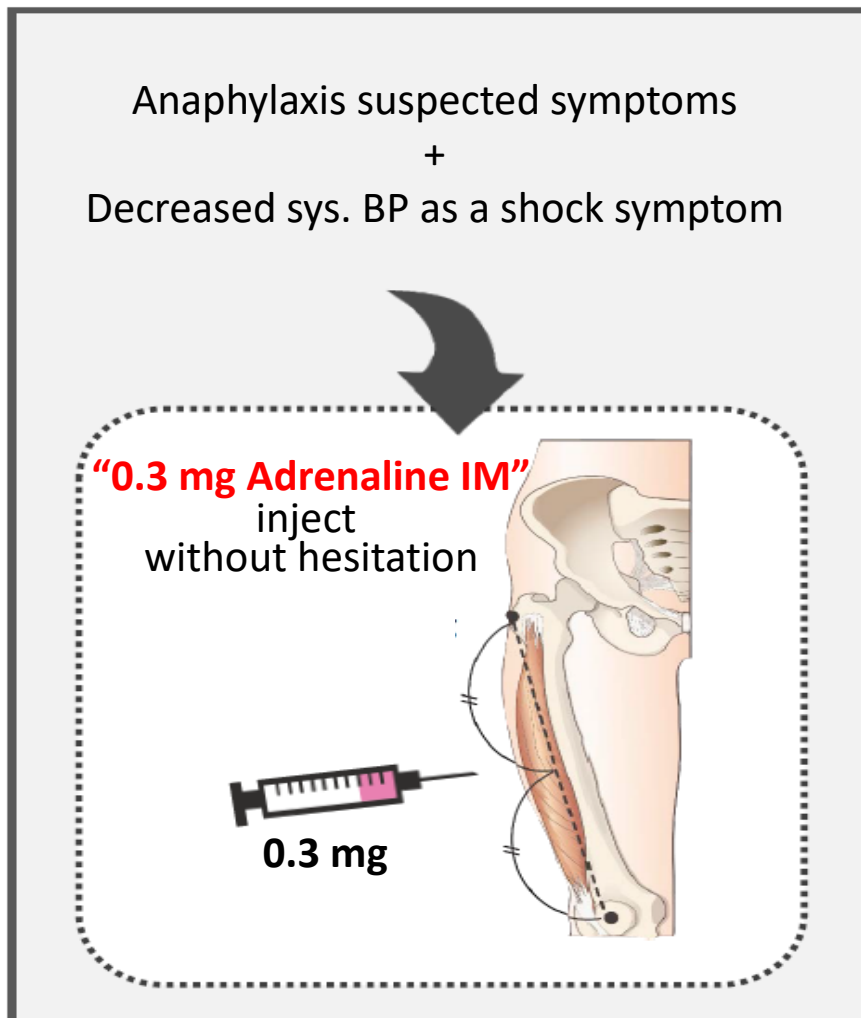 Anaphylaxis suspected symptoms
+
Decreased sys. BP as a shock symptom
“0.3 mg Adrenaline IM”
inject
without hesitation
0.3 mg